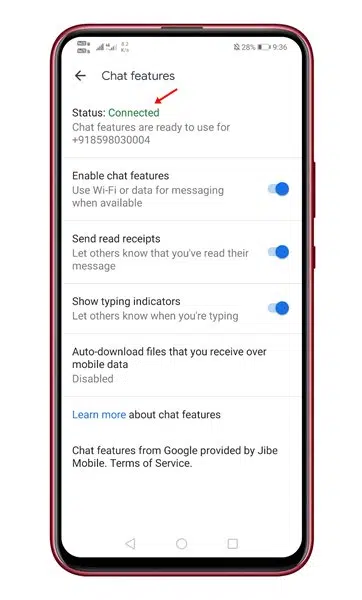 8.2
K/s
28%
9:36
Chat features
Status: Connected
Chat features are ready to use for
+918598030004
Enable chat features
Use Wi-Fi or data for messaging
when available
Send read receipts
Let others know that you've read their
message
Show typing indicators
Let others know when you're typing
Auto-download files that you receive over
mobile data
Disabled
Learn more about chat features
Chat features from Google provided by Jibe
Mobile. Terms of Service.